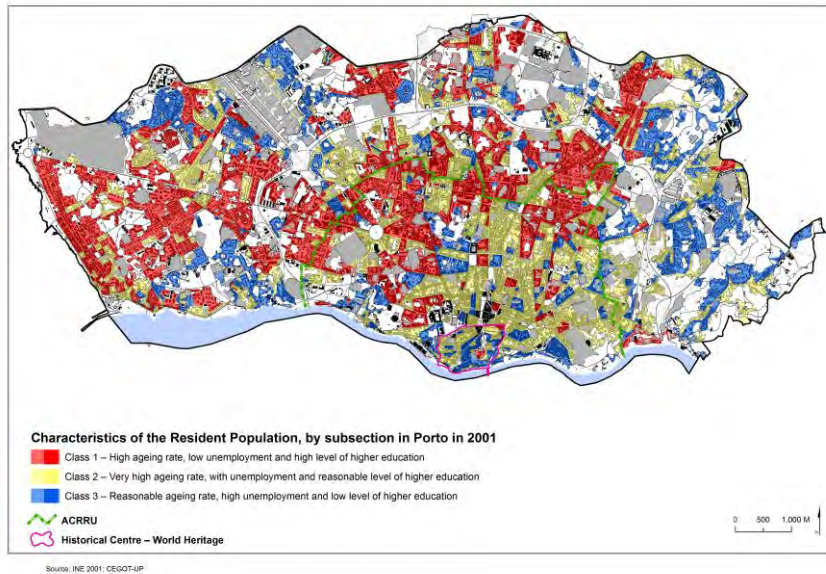 Characteristics of the Resident Population, by subsection in Porto in 2001
Class 1 – High ageing rate, low unemployment and high level of higher education
Class 2 – Very high ageing rate, with unemployment and reasonable level of higher education
Class 3 – Reasonable ageing rate, high unemployment and low level of higher education
ACRRU
Historical Centre – World Heritage
0 500 1.000 M
Source: INE 2001; CEGOT-UP